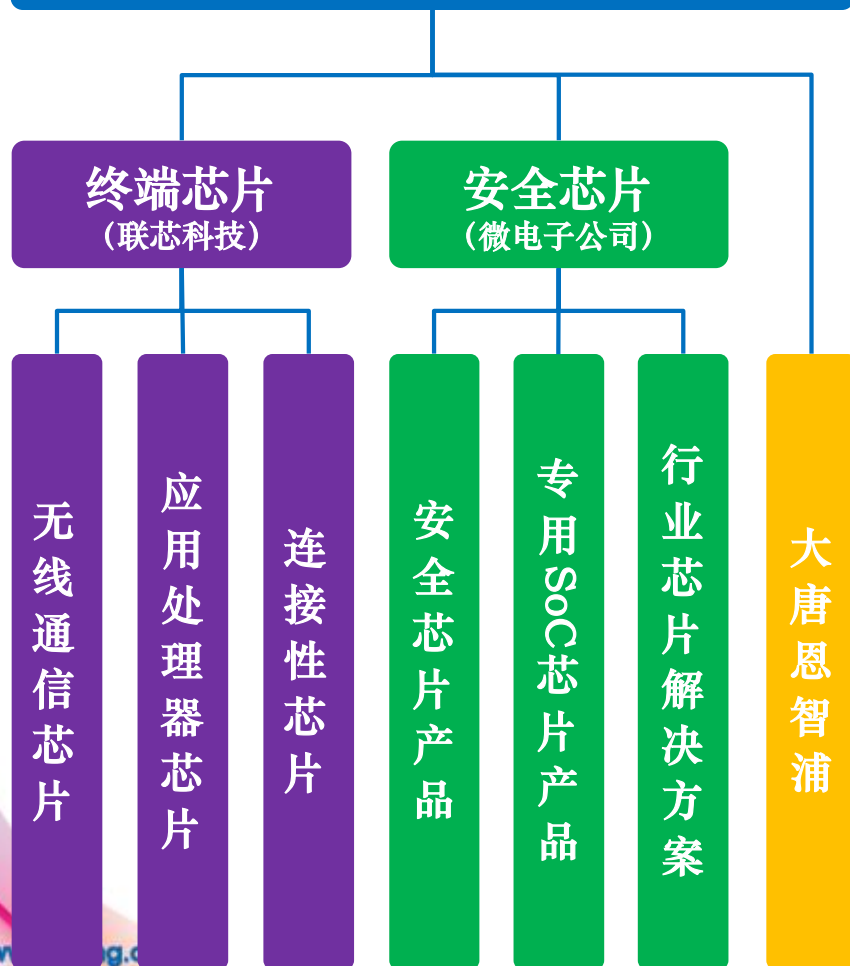 终端芯片
（联芯科技）
安全芯片
（微电子公司）
无线通信芯片
应用处理器芯片
连接性芯片
安全芯片产品
专用SoC芯片产品
行业芯片解决方案
大唐恩智浦